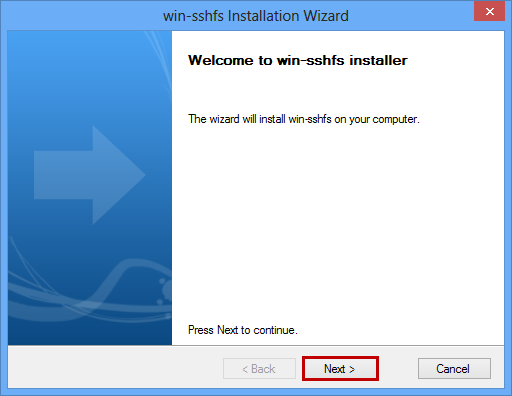 win-sshfs Installation Wizard
Welcome to win-sshfs installer
The wizard will install win-sshfs on your computer.
Press Next to continue.
< Back
Next >
Cancel